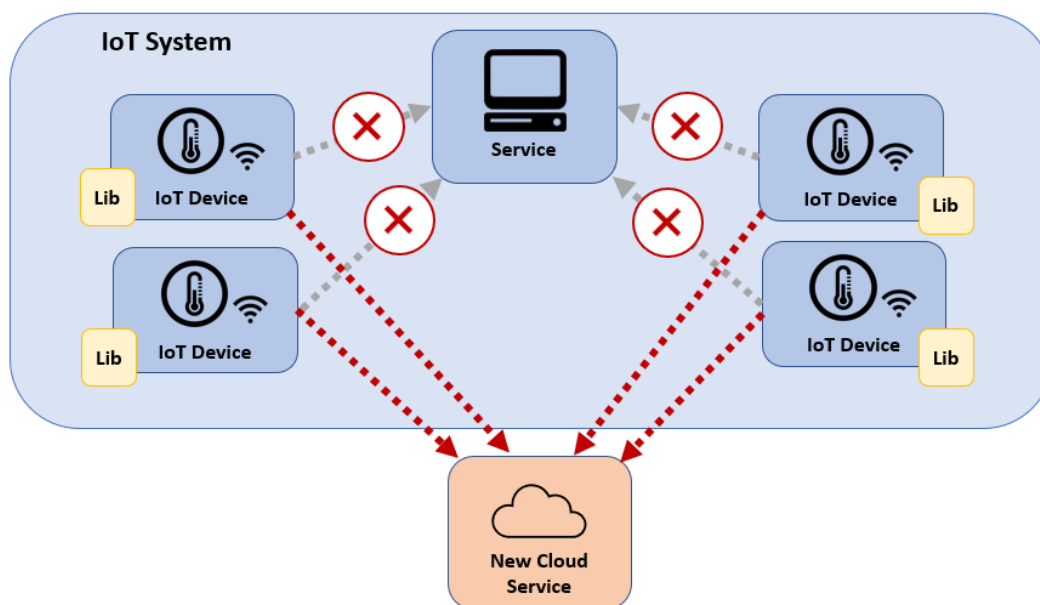 IoT System
Service
IoT Device
Lib
IoT Device
Lib
IoT Device
Lib
IoT Device
Lib
New Cloud
Service